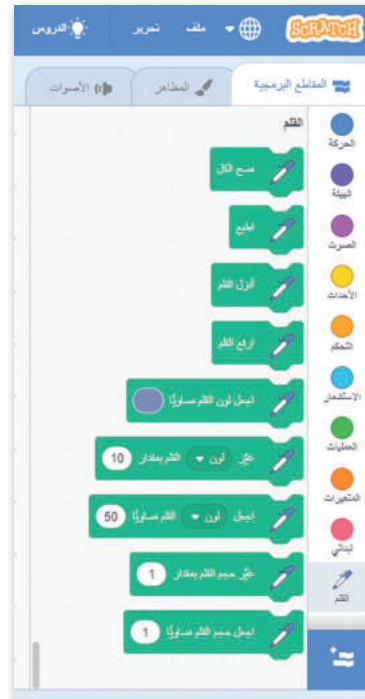 SCRATCH ملف تحرير الدروس
المقاطع البرمجية المظاهر الأصوات
القلم
الحركة
الهيئة
الصوت
الأحداث
التحكم
الاستشعار
العمليات
المتغيرات
لبناتي
القلم
مسح الكل
اطبع
أنزل القلم
ارفع القلم
اجعل لون القلم مساويًا
غيّر لون القلم بمقدار 10
اجعل لون القلم مساويًا 50
غيّر حجم القلم بمقدار 1
اجعل حجم القلم مساويًا 1